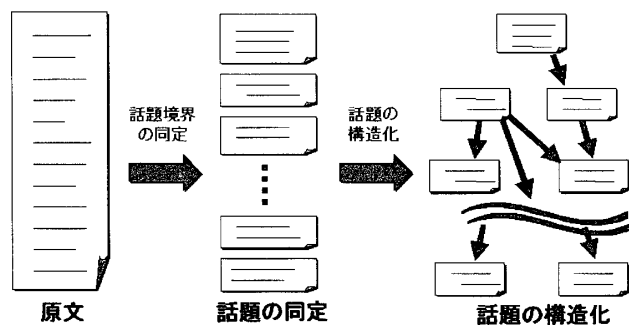 話題境界
の同定
話題の
構造化
原文
話題の同定
話題の構造化